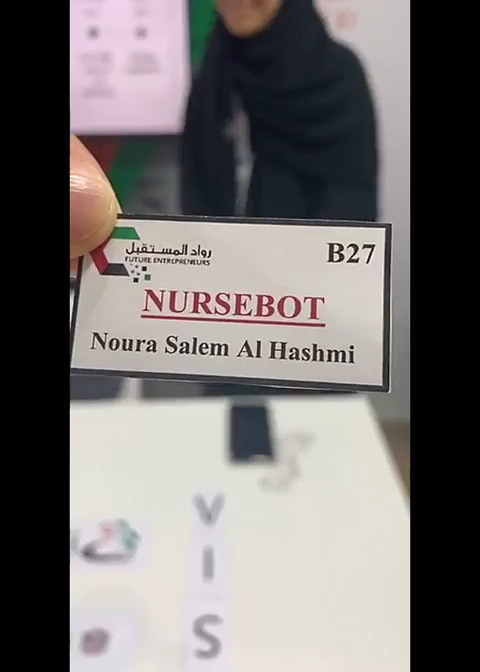 رواد المستقبل
FUTURE ENTREPRENEURS
B27
NURSEBOT
Noura Salem Al Hashmi
V
I
S